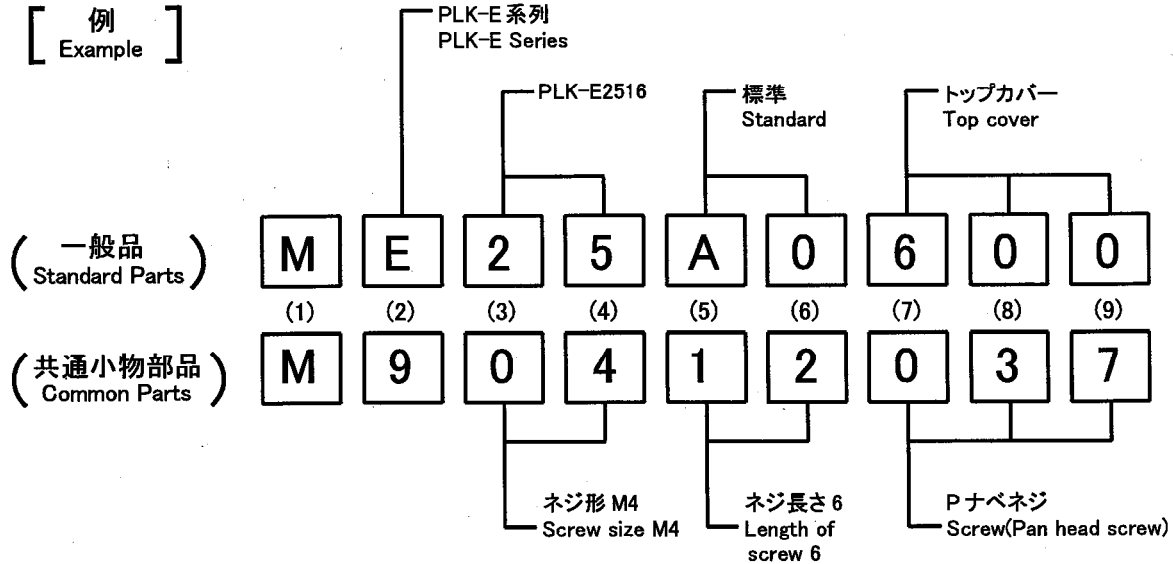 例
Example
PLK-E 系列
PLK-E Series
PLK-E2516
標準
Standard
トップカバー
Top cover
一般品
Standard Parts
M E 2 5 A 0 6 0 0
(1) (2) (3) (4) (5) (6) (7) (8) (9)
共通小物部品
Common Parts
M 9 0 4 1 2 0 3 7
ネジ形 M4
Screw size M4
ネジ長さ 6
Length of
screw 6
P ナベネジ
Screw(Pan head screw)